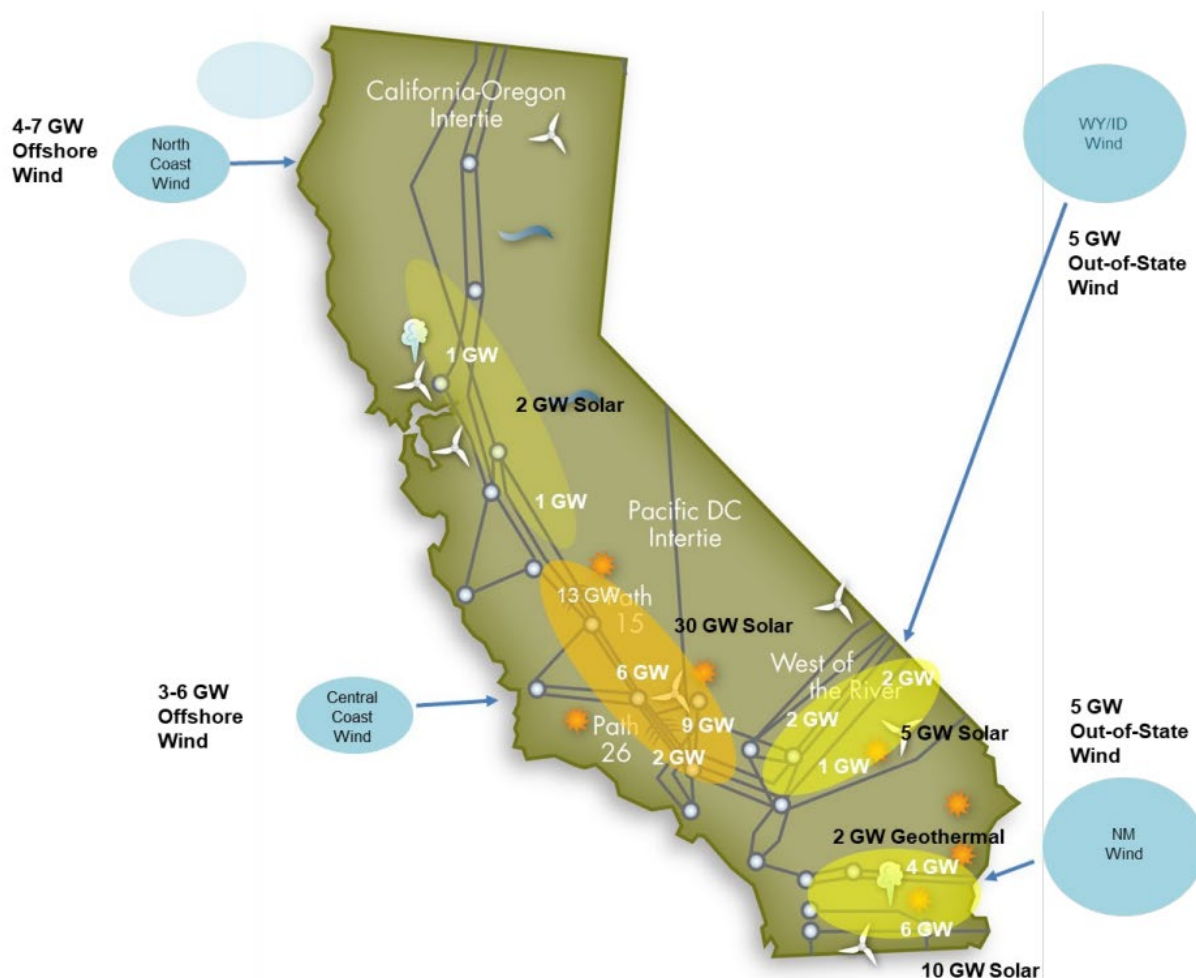 California-Oregon
Intertie
4-7 GW
Offshore
Wind
North
Coast
Wind
WY/ID
Wind
5 GW
Out-of-State
Wind
1 GW
2 GW Solar
1 GW
Pacific DC
Intertie
13 GW
Path
15
30 GW Solar
6 GW
West of
the River
2 GW
3-6 GW
Offshore
Wind
Central
Coast
Wind
Path
26
9 GW
2 GW
2 GW
5 GW Solar
1 GW
5 GW
Out-of-State
Wind
2 GW Geothermal
NM
Wind
4 GW
6 GW
10 GW Solar